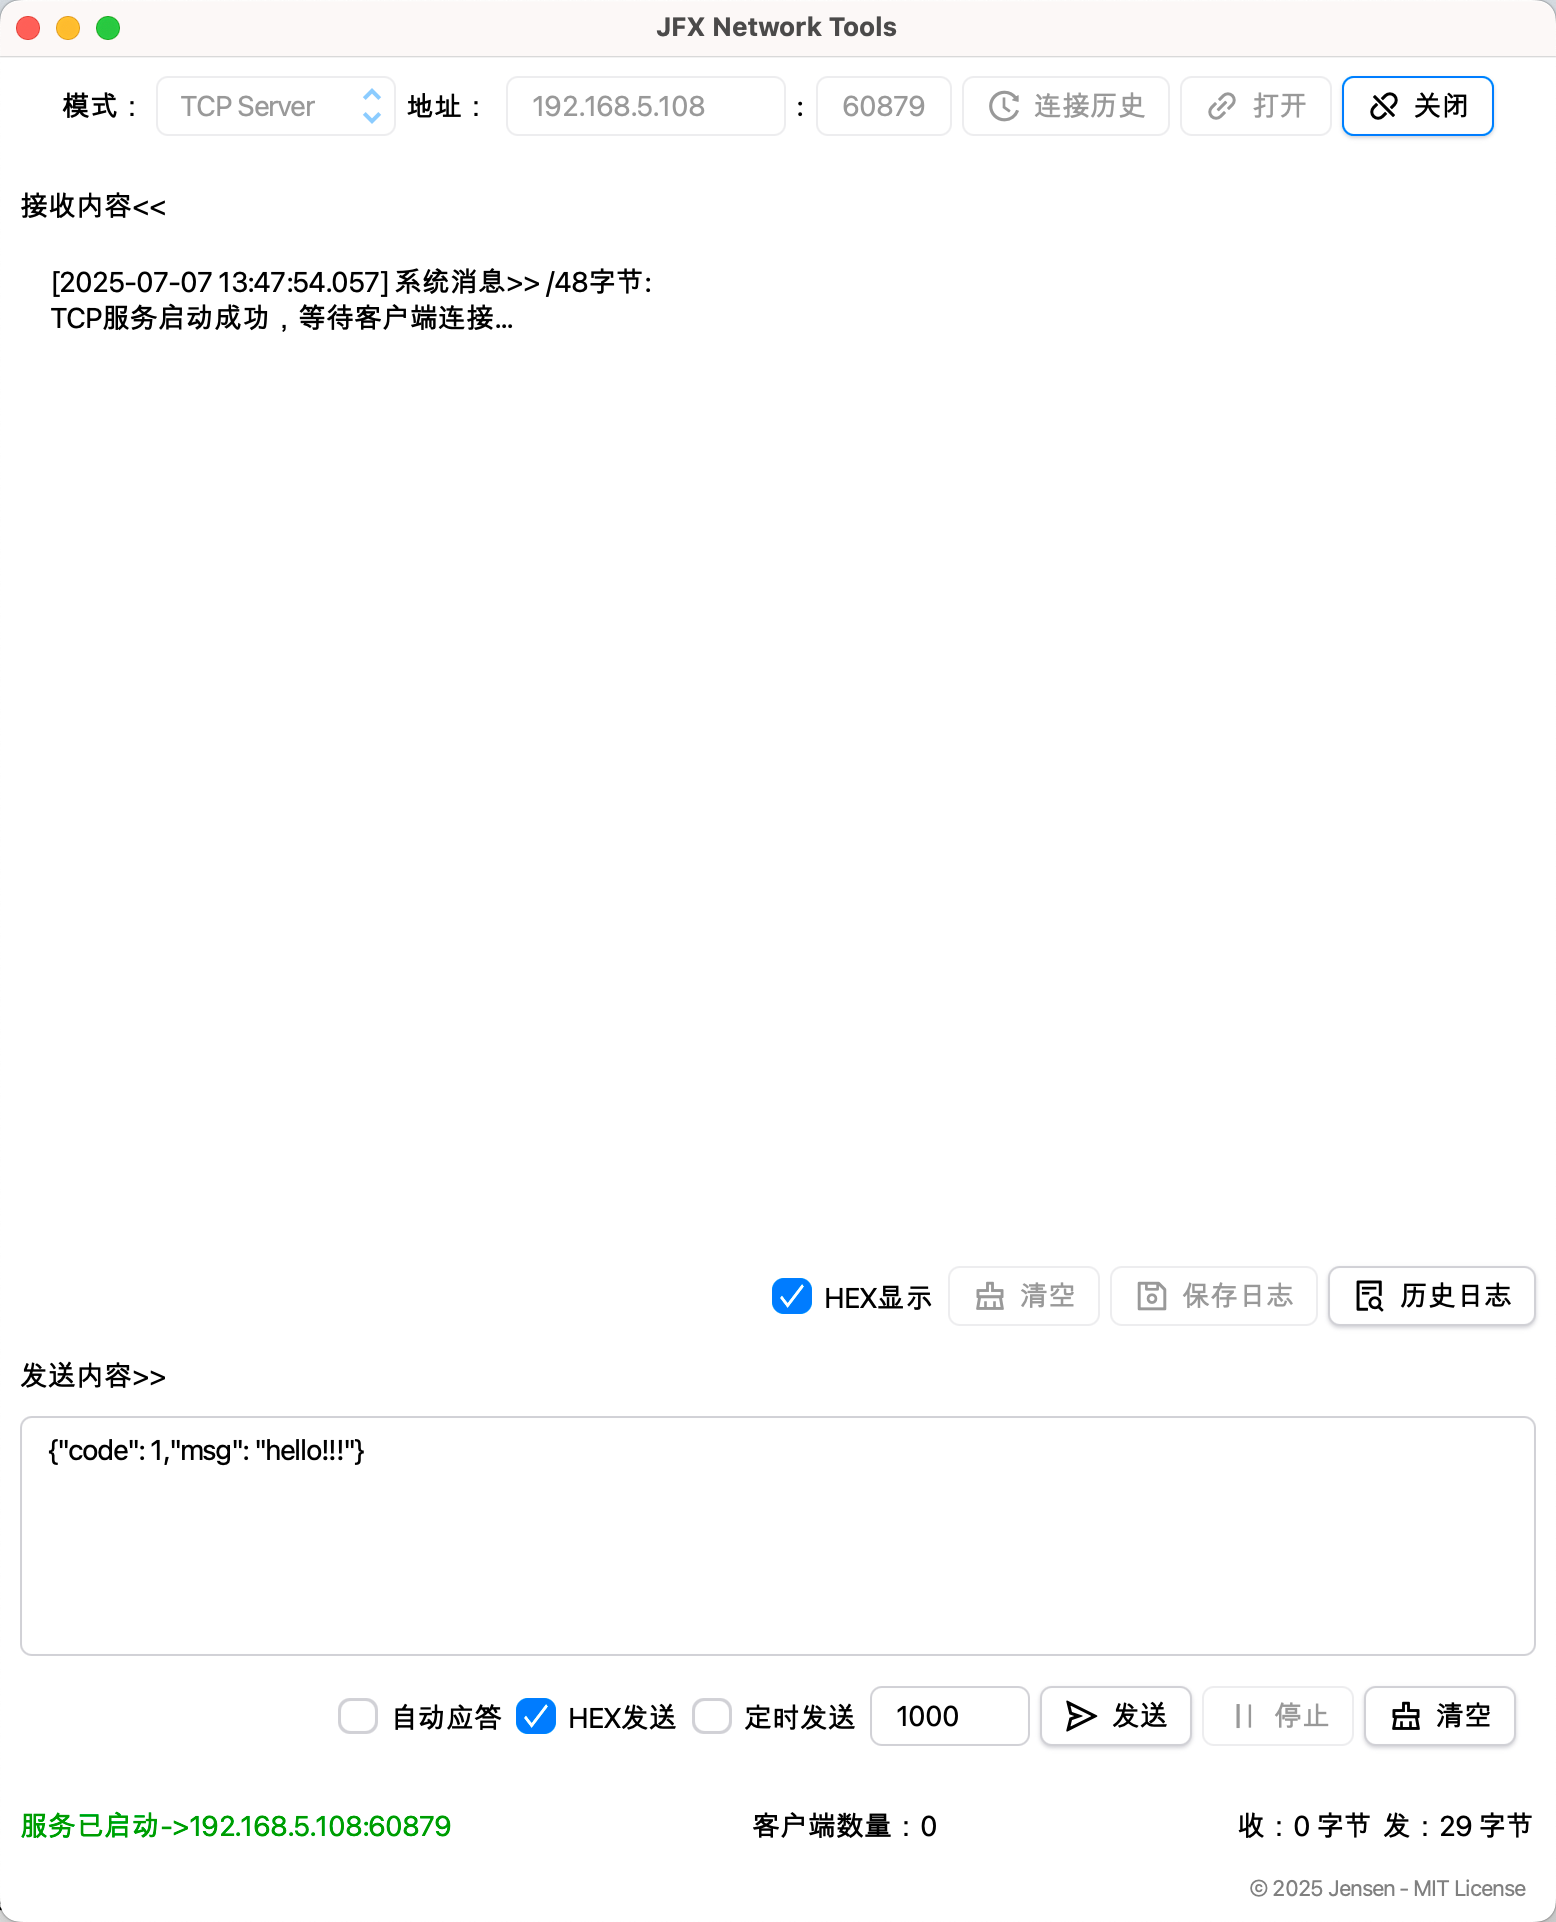 JFX Network Tools
模式： TCP Server 地址： 192.168.5.108 : 60879 连接历史 打开 关闭
接收内容<<
[2025-07-07 13:47:54.057] 系统消息>> /48字节:
TCP服务启动成功，等待客户端连接...
HEX显示 清空 保存日志 历史日志
发送内容>>
{"code": 1,"msg": "hello!!!"}
自动应答 HEX发送 定时发送 1000 发送 停止 清空
服务已启动->192.168.5.108:60879 客户端数量：0 收：0 字节 发：29 字节
© 2025 Jensen - MIT License